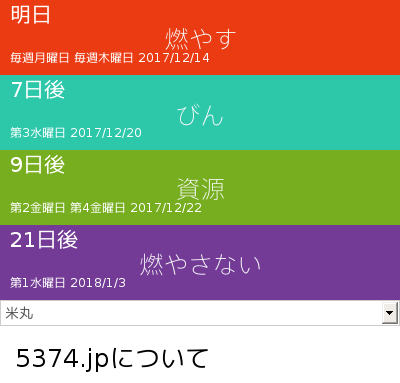 明日
燃やす
毎週月曜日 毎週木曜日 2017/12/14
7日後
びん
第3水曜日 2017/12/20
9日後
資源
第2金曜日 第4金曜日 2017/12/22
21日後
燃やさない
第1水曜日 2018/1/3
米丸
5374.jpについて